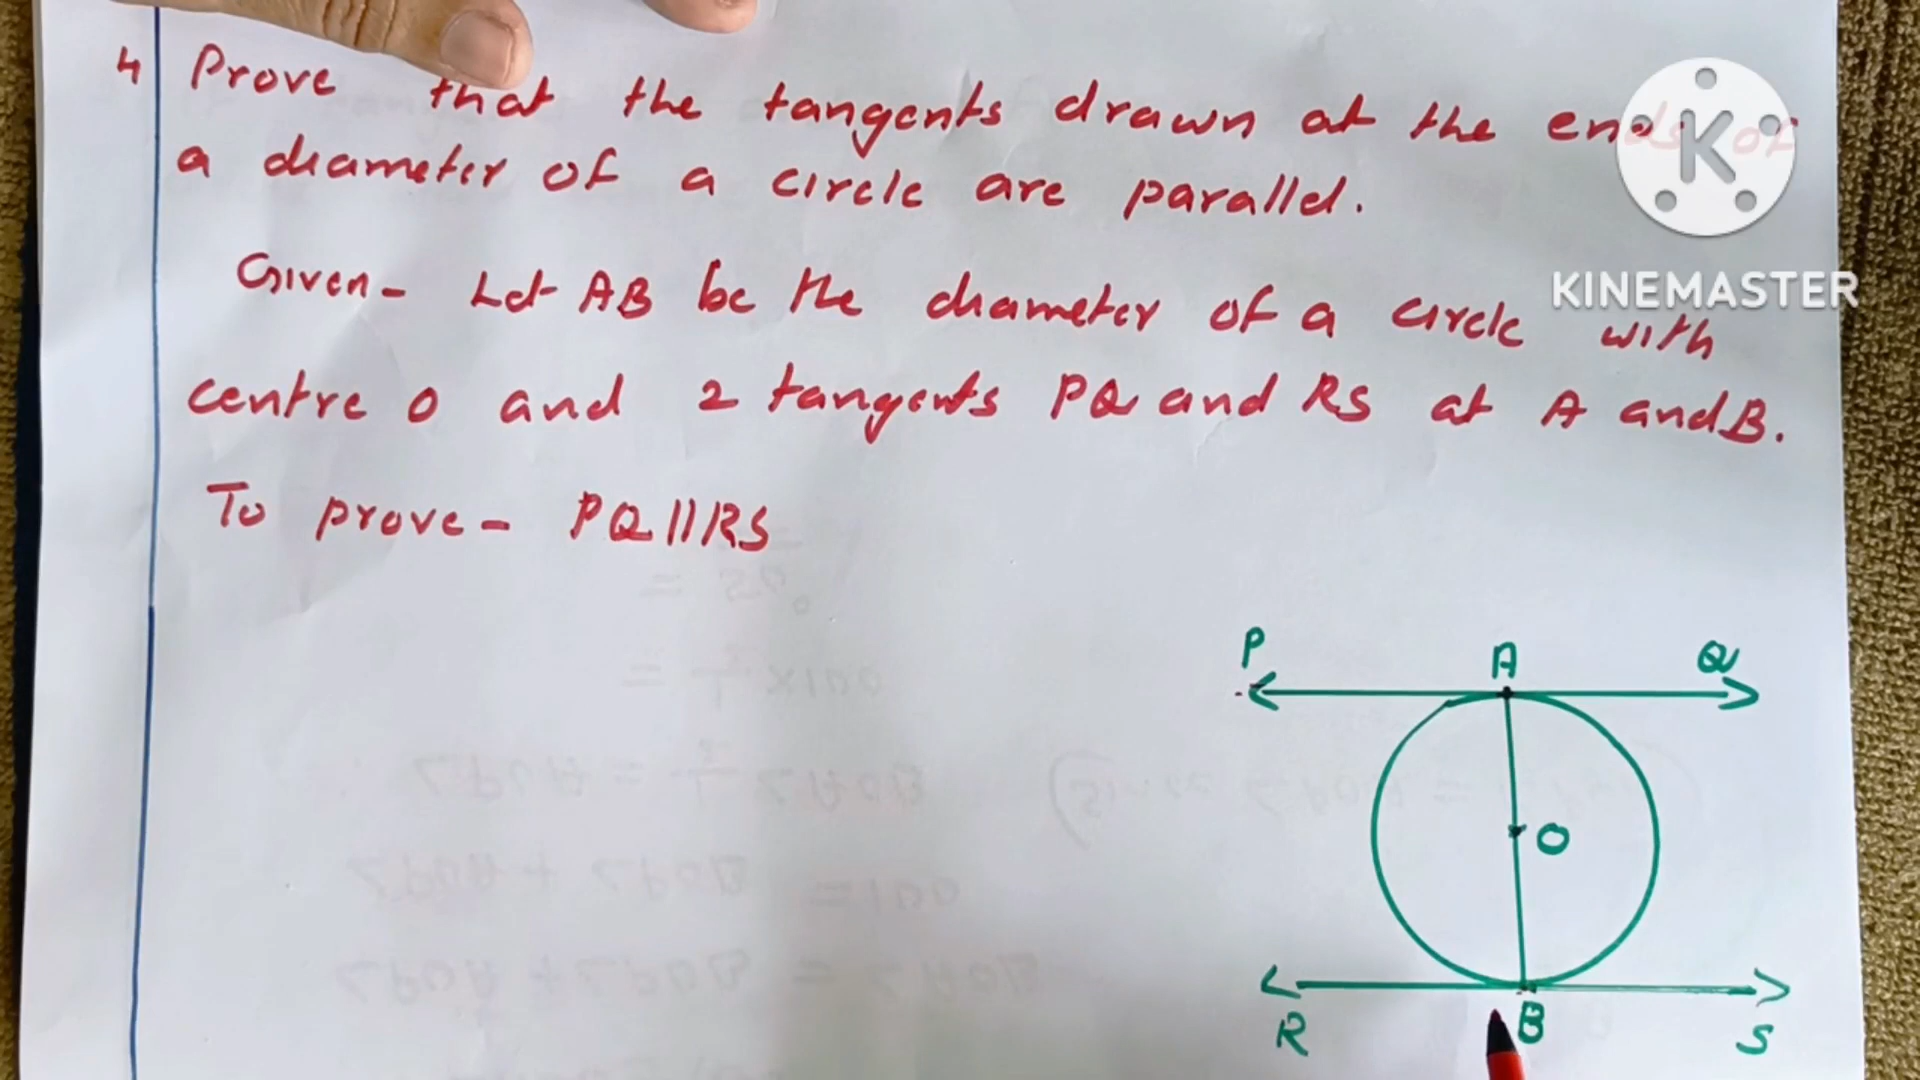 4 Prove that the tangents drawn at the ends of
a diameter of a circle are parallel.
Given- Let AB be the diameter of a circle with
centre O and 2 tangents PQ and RS at A and B.
To prove- PQ||RS
K
KINEMASTER
P A Q
O
R B S